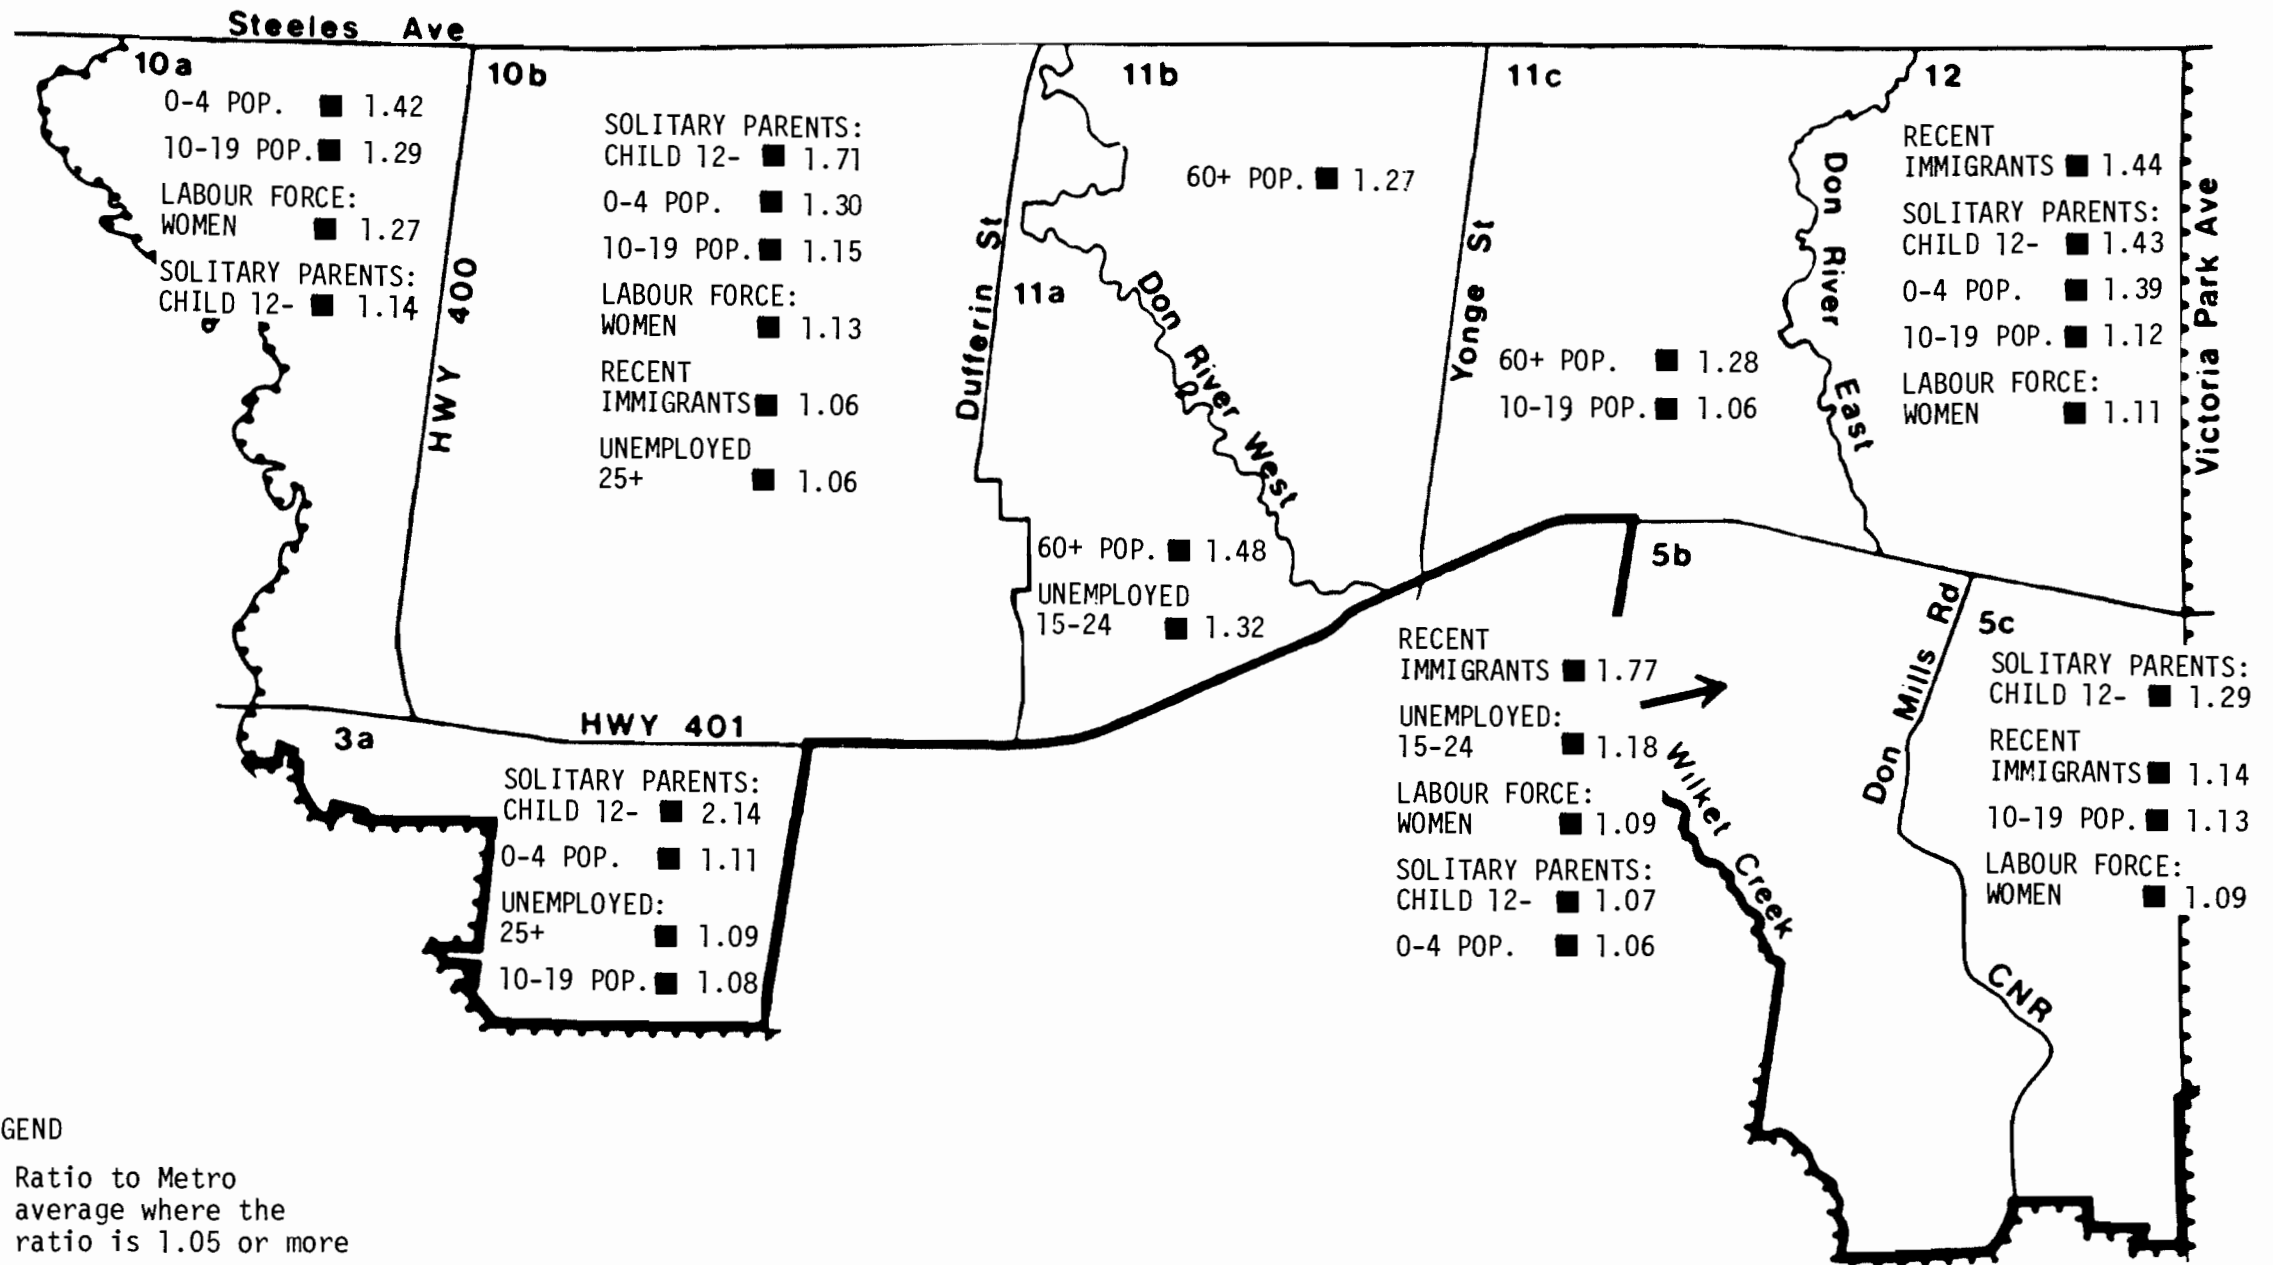 Steeles Ave
10a
0-4 POP. ■ 1.42
10-19 POP. ■ 1.29
LABOUR FORCE:
WOMEN ■ 1.27
SOLITARY PARENTS:
CHILD 12- ■ 1.14
HWY 400
10b
SOLITARY PARENTS:
CHILD 12- ■ 1.71
0-4 POP. ■ 1.30
10-19 POP. ■ 1.15
LABOUR FORCE:
WOMEN ■ 1.13
RECENT
IMMIGRANTS ■ 1.06
UNEMPLOYED
25+ ■ 1.06
Dufferin St
11a
60+ POP. ■ 1.48
UNEMPLOYED
15-24 ■ 1.32
Don River West
11b
60+ POP. ■ 1.27
Yonge St
11c
60+ POP. ■ 1.28
10-19 POP. ■ 1.06
Don River East
12
RECENT
IMMIGRANTS ■ 1.44
SOLITARY PARENTS:
CHILD 12- ■ 1.43
0-4 POP. ■ 1.39
10-19 POP. ■ 1.12
LABOUR FORCE:
WOMEN ■ 1.11
Victoria Park Ave
HWY 401
3a
SOLITARY PARENTS:
CHILD 12- ■ 2.14
0-4 POP. ■ 1.11
UNEMPLOYED:
25+ ■ 1.09
10-19 POP. ■ 1.08
5b
RECENT
IMMIGRANTS ■ 1.77
UNEMPLOYED:
15-24 ■ 1.18
LABOUR FORCE:
WOMEN ■ 1.09
SOLITARY PARENTS:
CHILD 12- ■ 1.07
0-4 POP. ■ 1.06
Wilket Creek
Don Mills Rd
CNR
5c
SOLITARY PARENTS:
CHILD 12- ■ 1.29
RECENT
IMMIGRANTS ■ 1.14
10-19 POP. ■ 1.13
LABOUR FORCE:
WOMEN ■ 1.09
GEND
Ratio to Metro
average where the
ratio is 1.05 or more